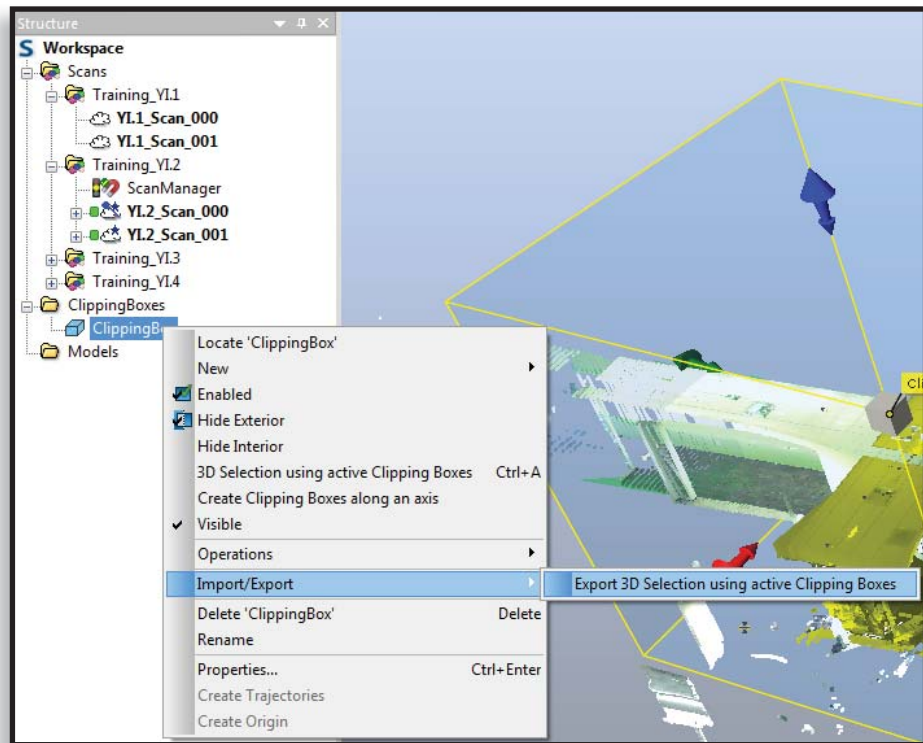 Structure
Workspace
Scans
Training_YI.1
YI.1_Scan_000
YI.1_Scan_001
Training_YI.2
ScanManager
YI.2_Scan_000
YI.2_Scan_001
Training_YI.3
Training_YI.4
ClippingBoxes
Models
Locate 'ClippingBox'
New
Enabled
Hide Exterior
Hide Interior
3D Selection using active Clipping Boxes Ctrl+A
Create Clipping Boxes along an axis
Visible
Operations
Import/Export
Export 3D Selection using active Clipping Boxes
Delete 'ClippingBox' Delete
Rename
Properties... Ctrl+Enter
Create Trajectories
Create Origin